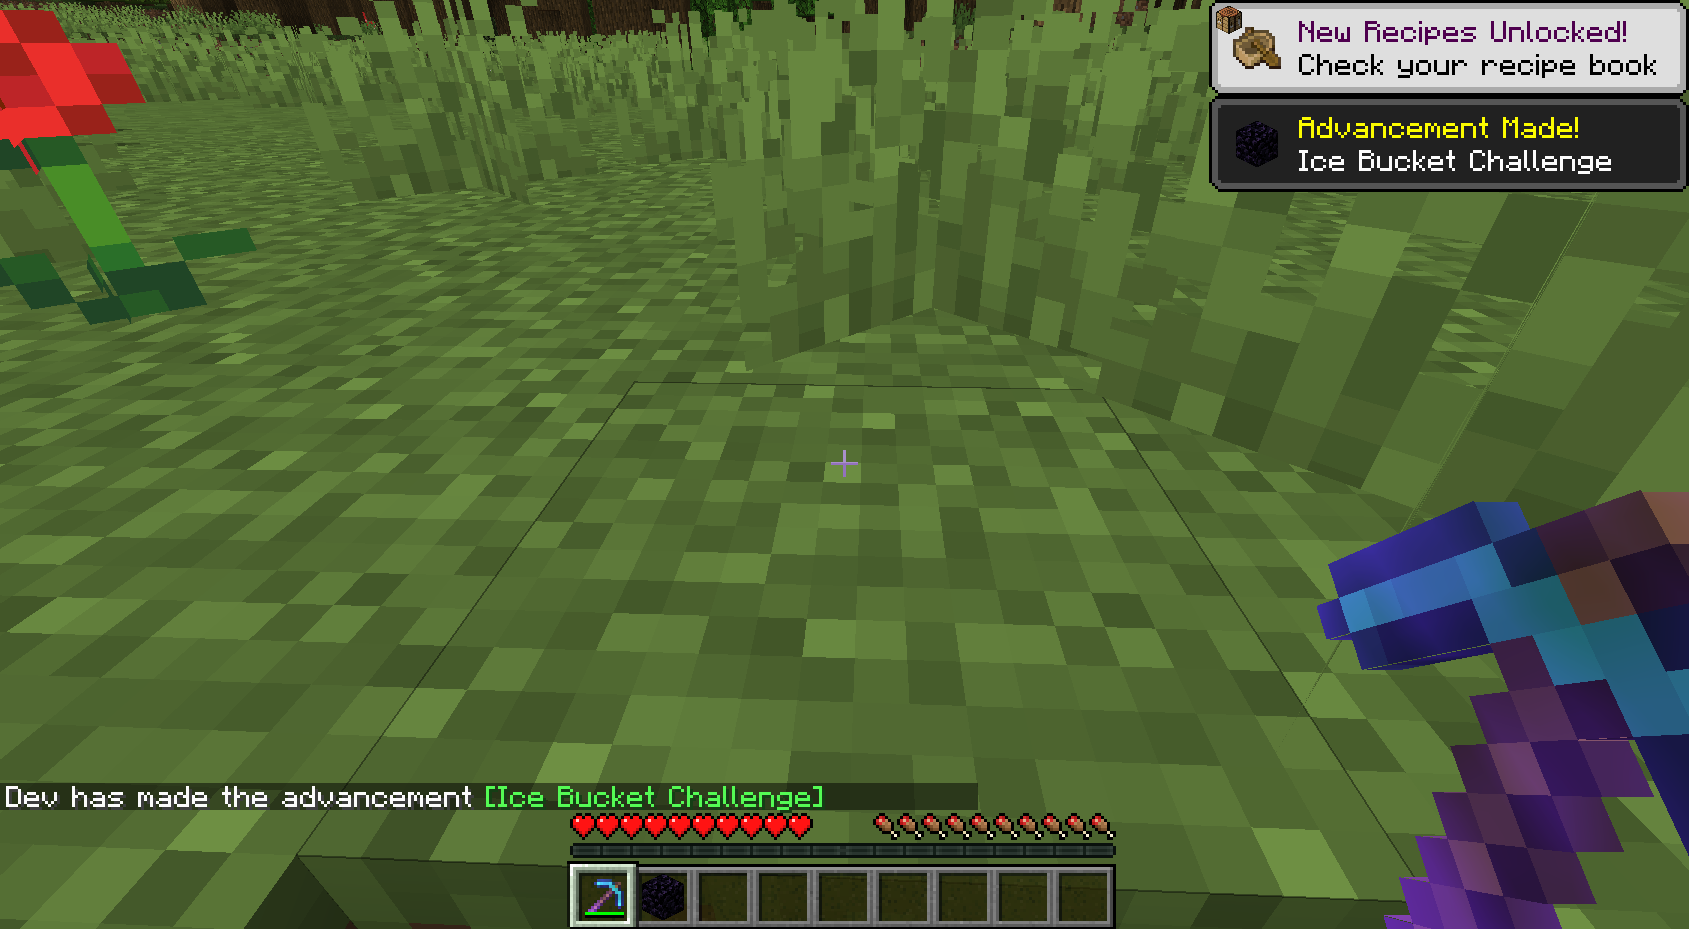 New Recipes Unlocked!
Check your recipe book
Advancement Made!
Ice Bucket Challenge
Dev has made the advancement [Ice Bucket Challenge]